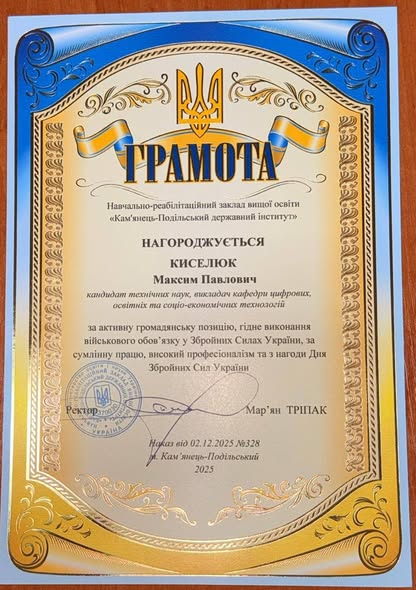 ГРАМОТА
Навчально-реабілітаційний заклад вищої освіти
«Кам'янець-Подільський державний інститут»
НАГОРОДЖУЄТЬСЯ
КИСЕЛЮК
Максим Павлович
кандидат технічних наук, викладач кафедри цифрових,
освітніх та соціо-економічних технологій
за активну громадянську позицію, гідне виконання
військового обов'язку у Збройних Силах України, за
сумлінну працю, високий професіоналізм та з нагоди Дня
Збройних Сил України
Ректор Мар'ян ТРІПАК
Наказ від 02.12.2025 №328
м. Кам'янець-Подільський
2025
УКРАЇНА